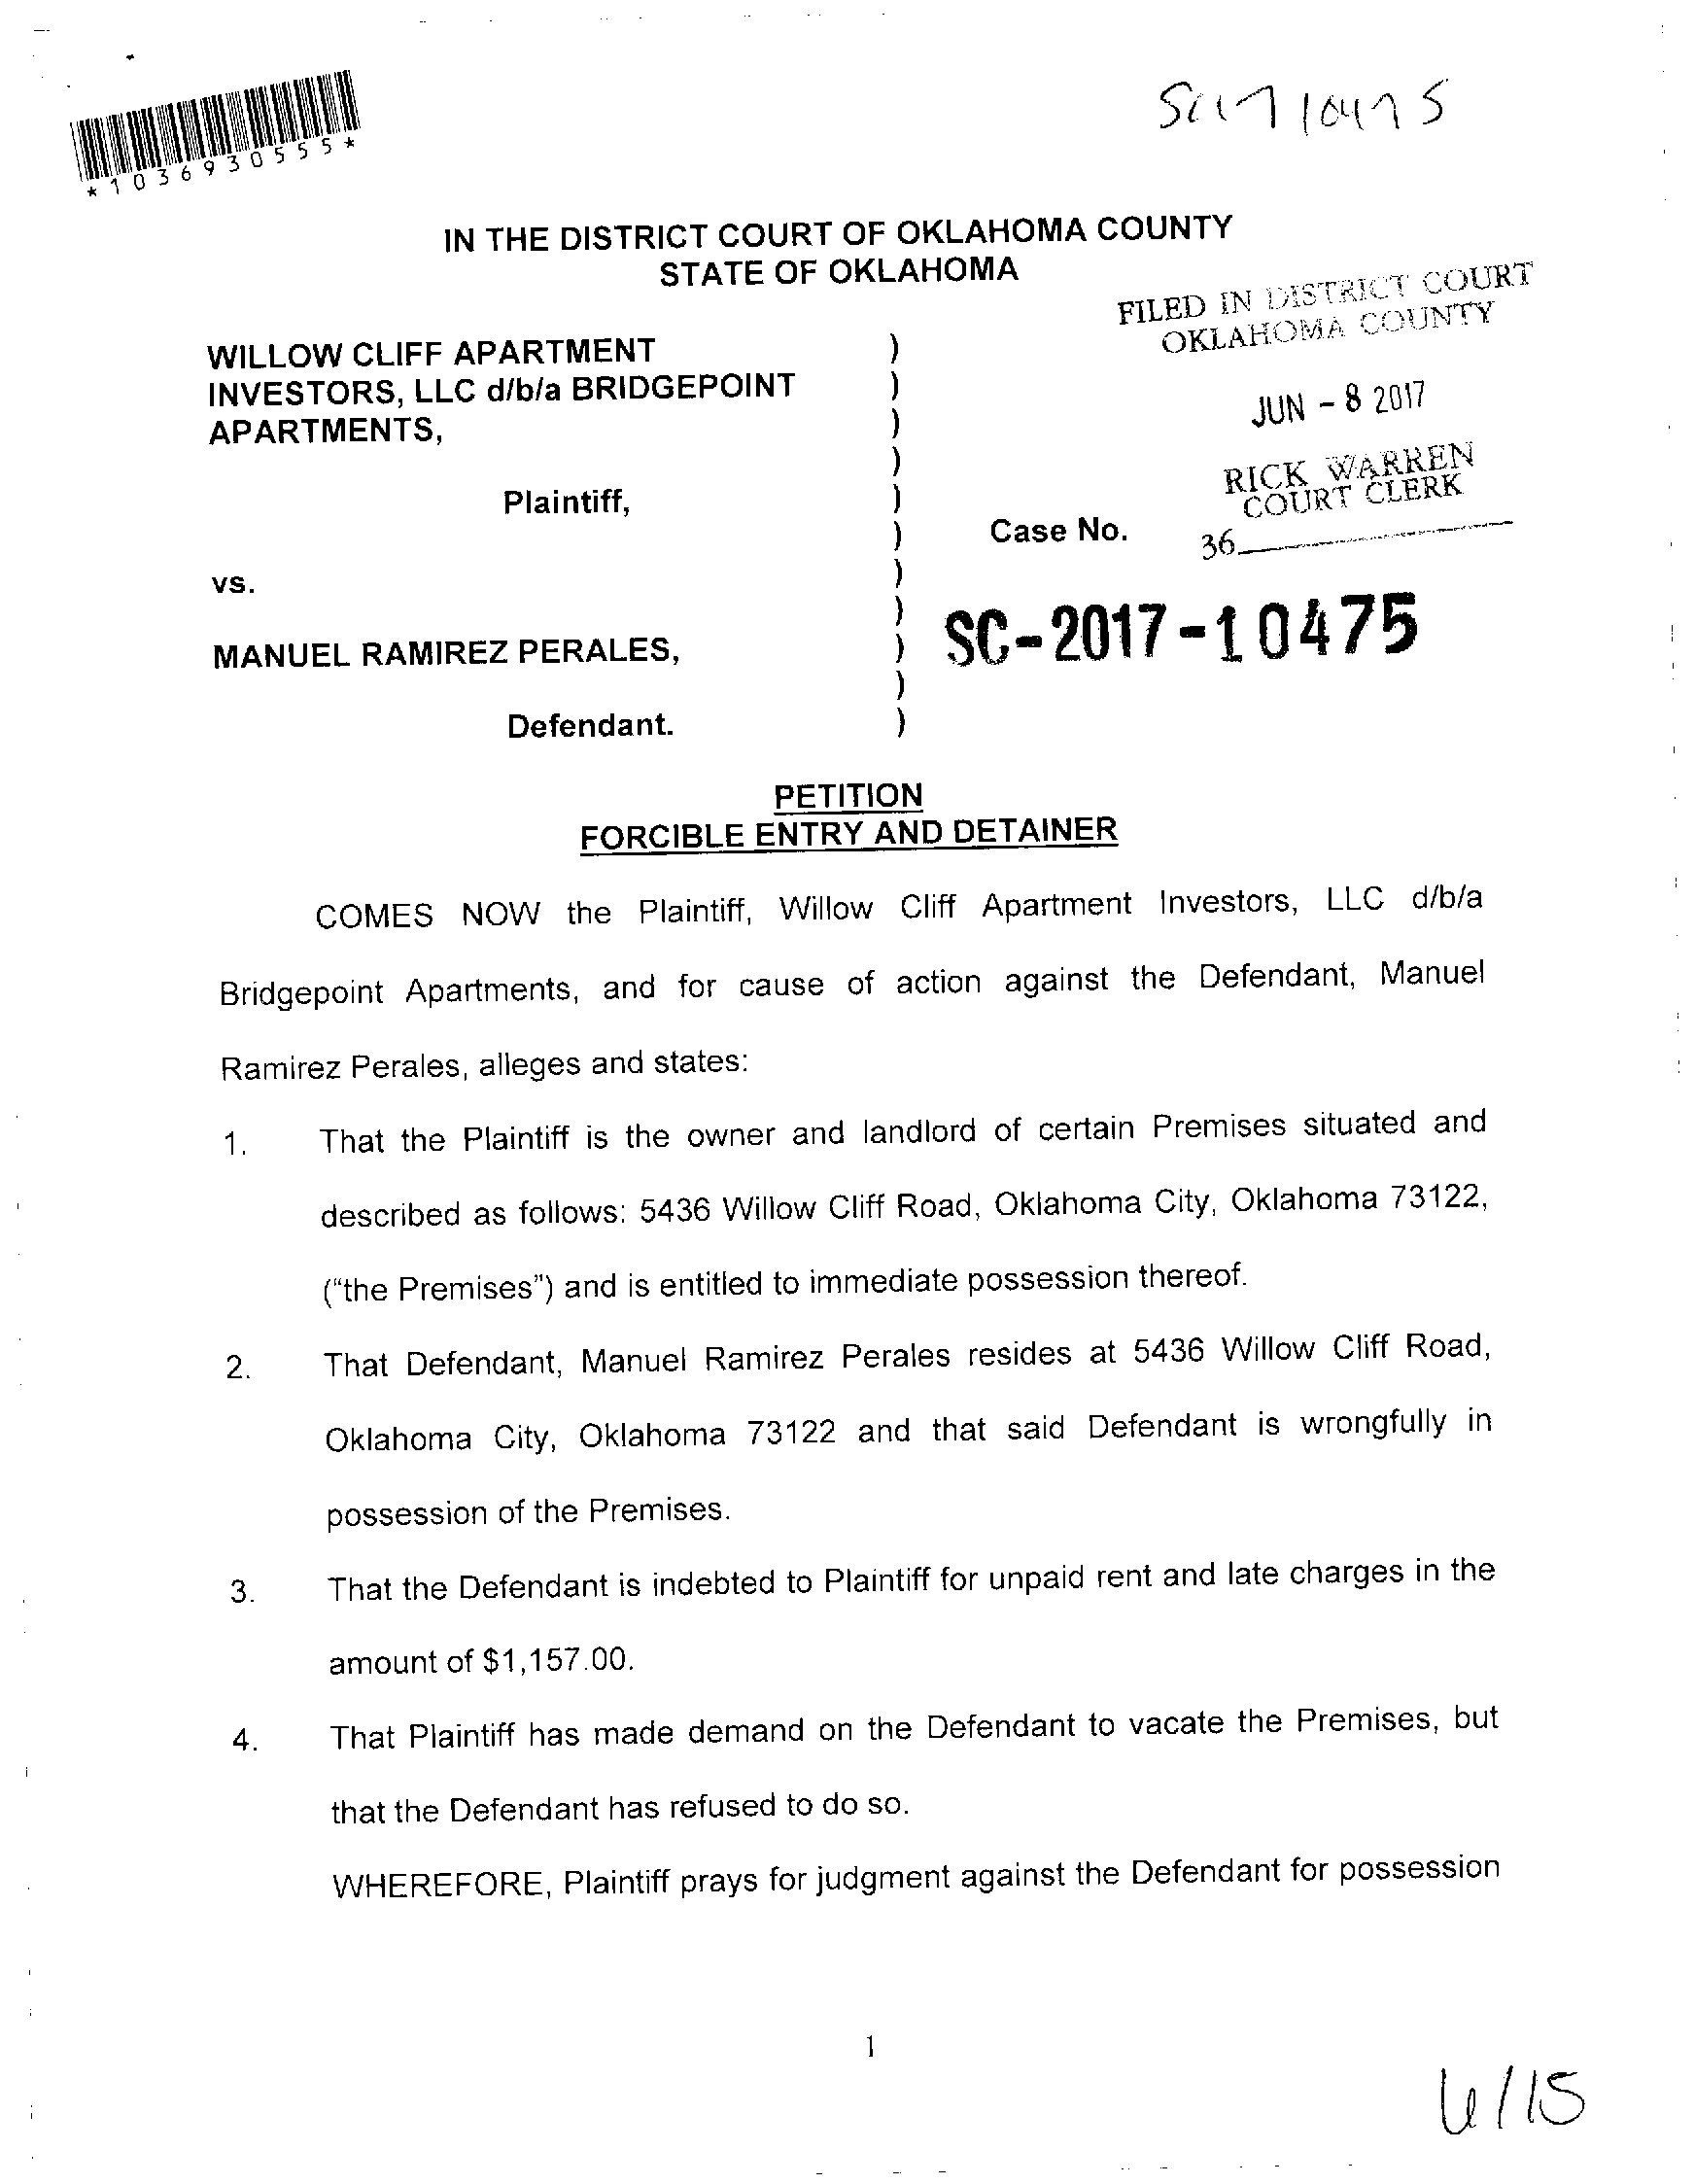 SC17 10475
*1036930555*
IN THE DISTRICT COURT OF OKLAHOMA COUNTY
STATE OF OKLAHOMA
FILED IN DISTRICT COURT
OKLAHOMA COUNTY
WILLOW CLIFF APARTMENT )
INVESTORS, LLC d/b/a BRIDGEPOINT )
APARTMENTS, )
JUN - 8 2017
)
RICK WARREN
COURT CLERK
Plaintiff, )
) Case No.
36
vs. )
)
SC-2017-10475
MANUEL RAMIREZ PERALES, )
)
Defendant. )
PETITION
FORCIBLE ENTRY AND DETAINER
COMES NOW the Plaintiff, Willow Cliff Apartment Investors, LLC d/b/a
Bridgepoint Apartments, and for cause of action against the Defendant, Manuel
Ramirez Perales, alleges and states:
1. That the Plaintiff is the owner and landlord of certain Premises situated and
described as follows: 5436 Willow Cliff Road, Oklahoma City, Oklahoma 73122,
("the Premises") and is entitled to immediate possession thereof.
2. That Defendant, Manuel Ramirez Perales resides at 5436 Willow Cliff Road,
Oklahoma City, Oklahoma 73122 and that said Defendant is wrongfully in
possession of the Premises.
3. That the Defendant is indebted to Plaintiff for unpaid rent and late charges in the
amount of $1,157.00.
4. That Plaintiff has made demand on the Defendant to vacate the Premises, but
that the Defendant has refused to do so.
WHEREFORE, Plaintiff prays for judgment against the Defendant for possession
1
6/15